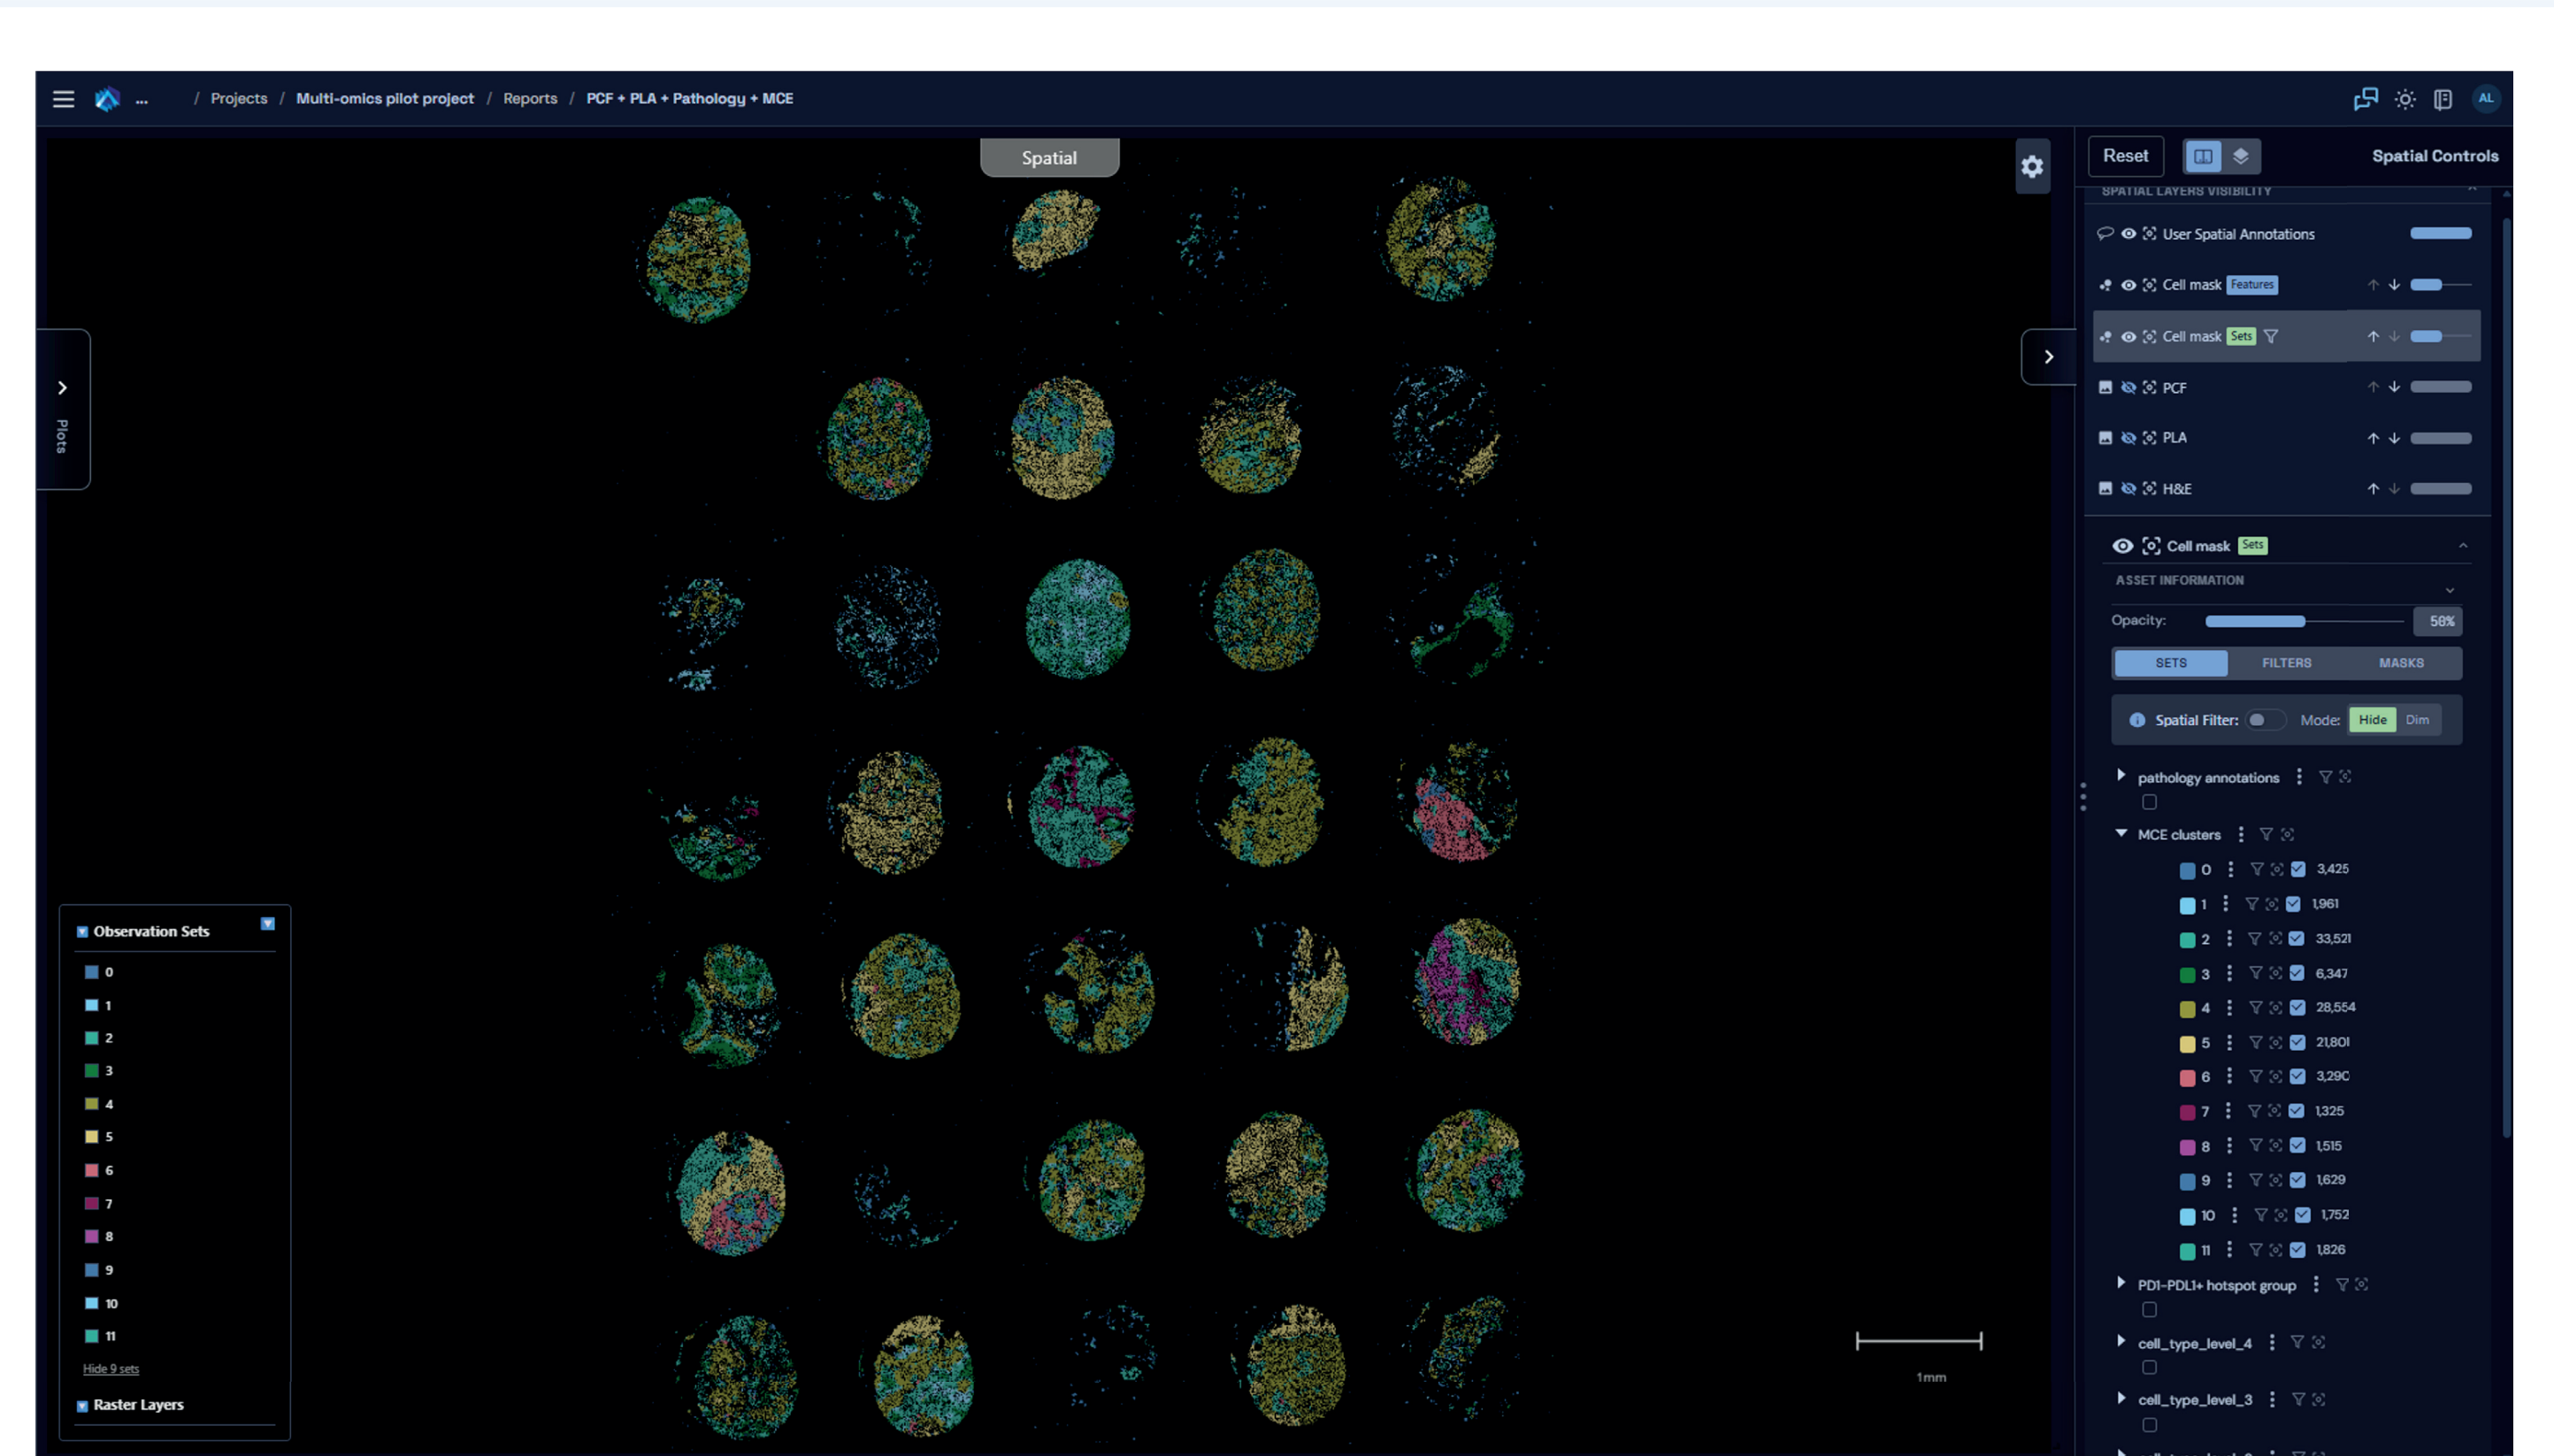 ... / Projects / Multi-omics pilot project / Reports / PCF + PLA + Pathology + MCE
AL
Spatial
Reset
Spatial Controls
SPATIAL LAYERS VISIBILITY
User Spatial Annotations
Cell mask Features
Cell mask Sets
PCF
PLA
H&E
Plots
Cell mask Sets
ASSET INFORMATION
Opacity: 50%
SETS FILTERS MASKS
Spatial Filter: Mode: Hide Dim
pathology annotations
MCE clusters
0 3,425
1 1,961
2 33,521
3 6,347
4 28,554
5 21,801
6 3,290
7 1,325
8 1,515
9 1,629
10 1,752
11 1,826
PD1-PDL1+ hotspot group
cell_type_level_4
cell_type_level_3
Observation Sets
0
1
2
3
4
5
6
7
8
9
10
11
Hide 9 sets
Raster Layers
1mm